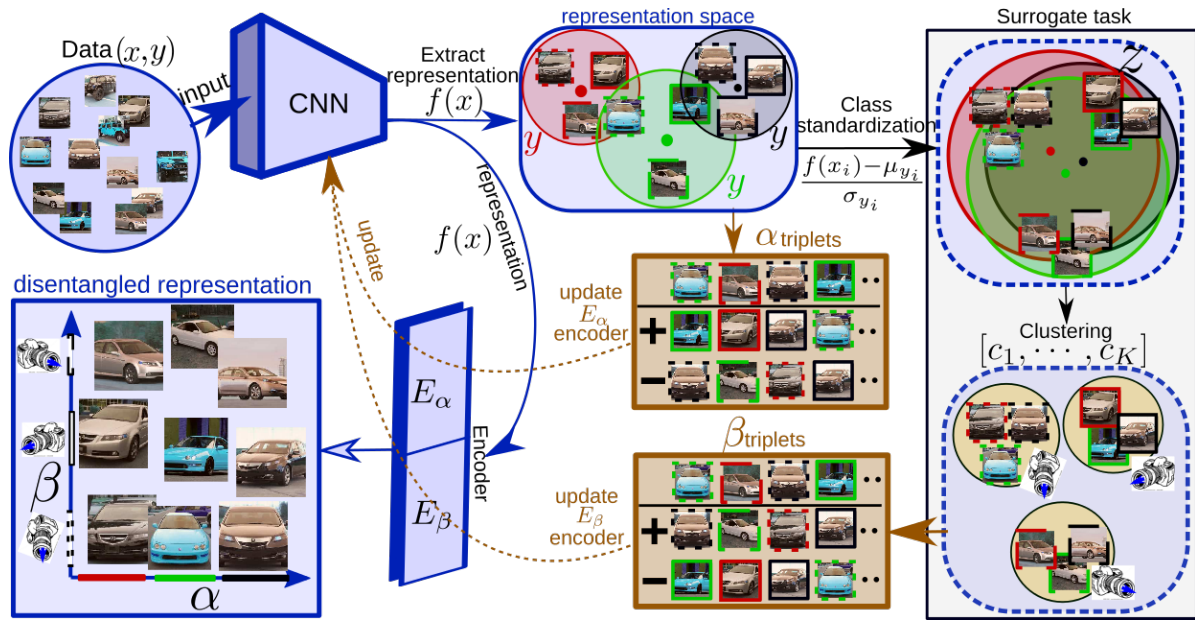 Data(x,y)
input
CNN
Extract
representation
f(x)
representation
f(x)
update
representation space
y
y
y
Class
standardization
f(x_i)−μ_{y_i}
σ_{y_i}
Surrogate task
Z
Clustering
[c_1, ⋯ , c_K]
α triplets
update
E_α
encoder
+
−
••
••
••
β triplets
update
E_β
encoder
+
−
••
••
••
Encoder
E_α
E_β
disentangled representation
β
α